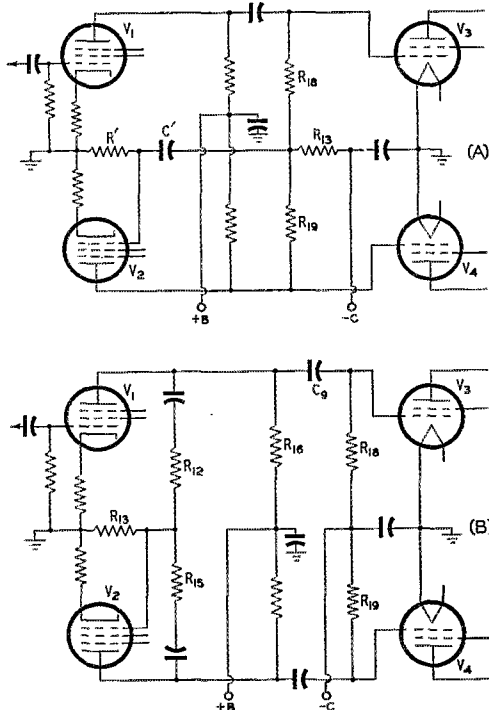 V₁
V₃
R₁₈
R'
C'
R₁₃
(A)
R₁₉
V₂
V₄
+B
-C
V₁
C₉
V₃
R₁₂
R₁₆
R₁₈
R₁₃
(B)
V₂
R₁₅
R₁₉
V₄
+B
-C